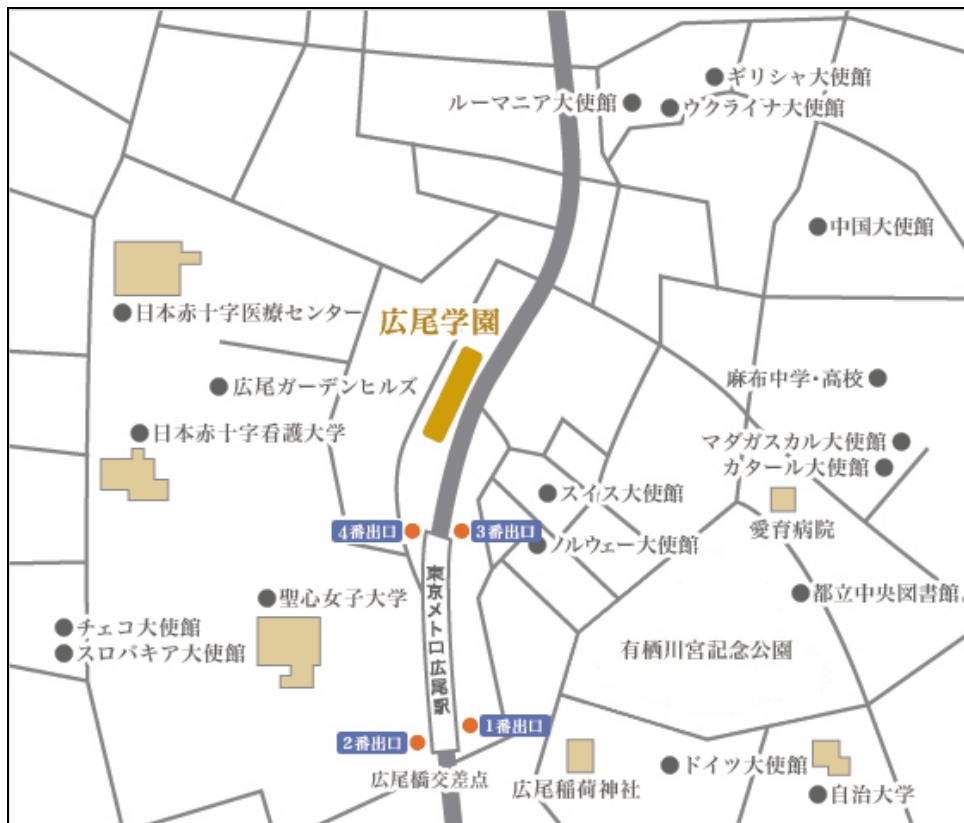 ギリシャ大使館
ルーマニア大使館
ウクライナ大使館
中国大使館
日本赤十字医療センター
広尾学園
広尾ガーデンヒルズ
麻布中学・高校
日本赤十字看護大学
マダガスカル大使館
カタール大使館
スイス大使館
愛育病院
4番出口
3番出口
ノルウェー大使館
東京メトロ広尾駅
聖心女子大学
都立中央図書館
チェコ大使館
スロバキア大使館
有栖川宮記念公園
1番出口
2番出口
広尾橋交差点
広尾稲荷神社
ドイツ大使館
自治大学